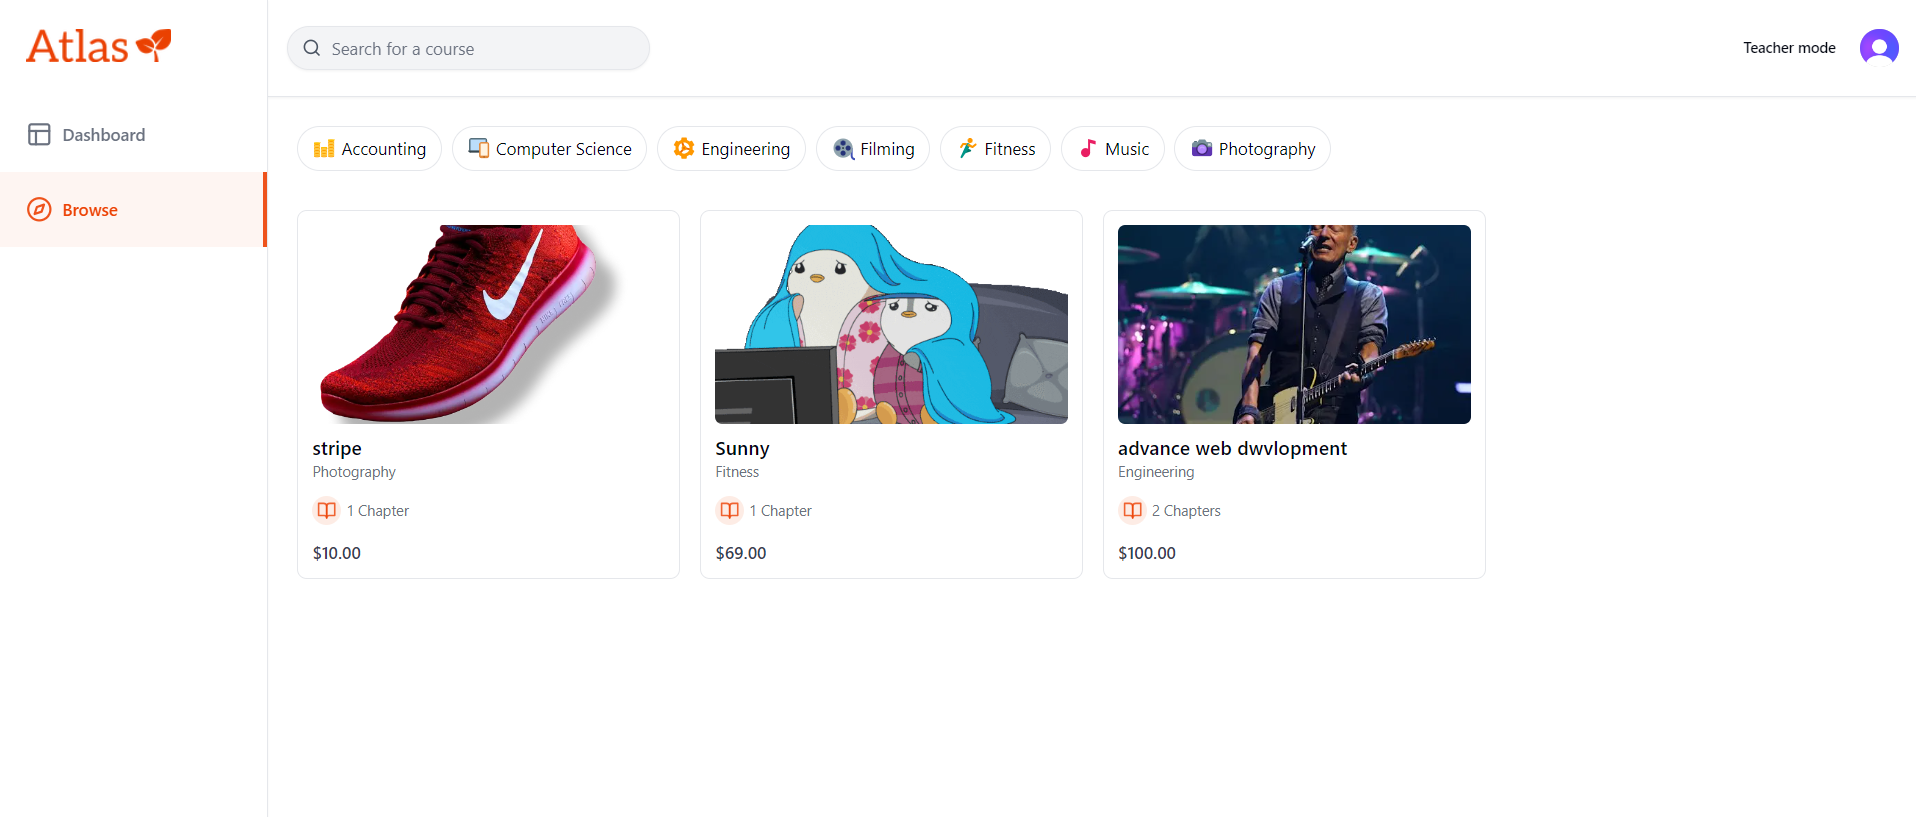 Atlas
Search for a course
Teacher mode
Dashboard
Browse
Accounting
Computer Science
Engineering
Filming
Fitness
Music
Photography
stripe
Photography
1 Chapter
$10.00
Sunny
Fitness
1 Chapter
$69.00
advance web dwvlopment
Engineering
2 Chapters
$100.00